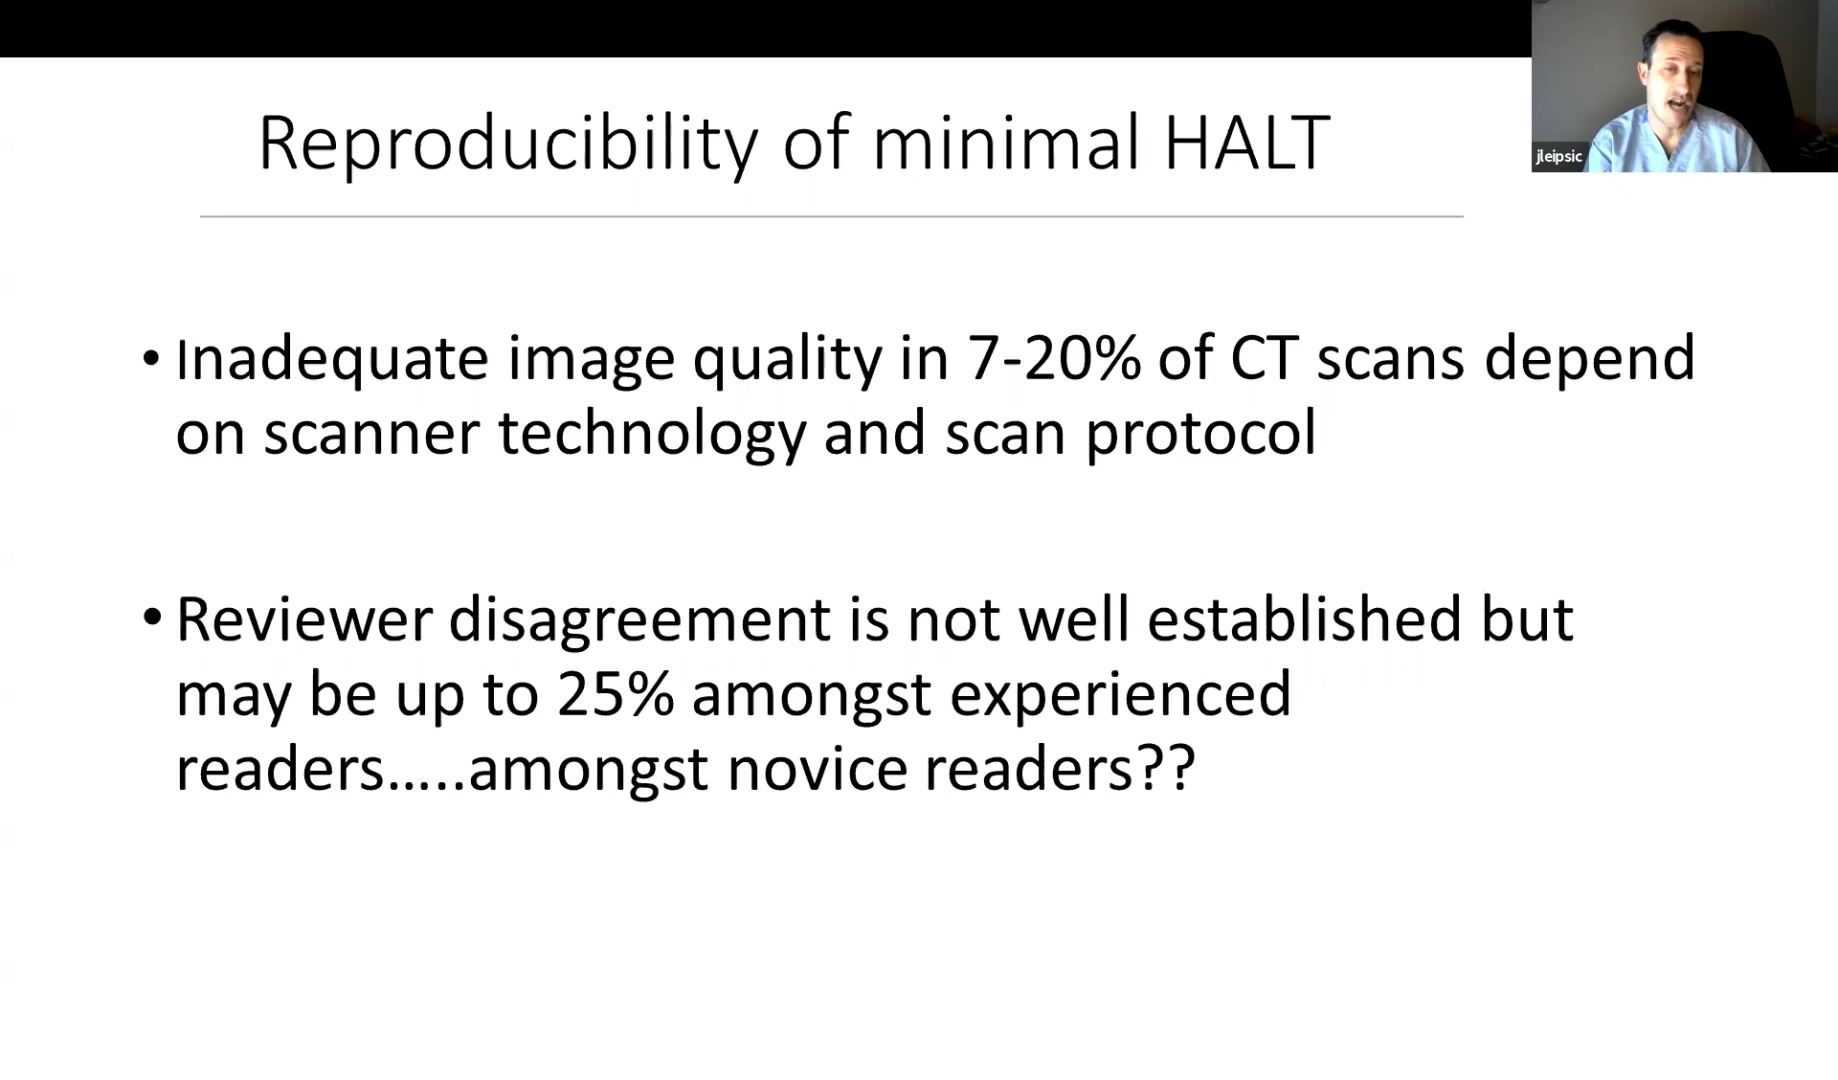 Reproducibility of minimal HALT
jleipsic
• Inadequate image quality in 7-20% of CT scans depend
on scanner technology and scan protocol
• Reviewer disagreement is not well established but
may be up to 25% amongst experienced
readers…..amongst novice readers??